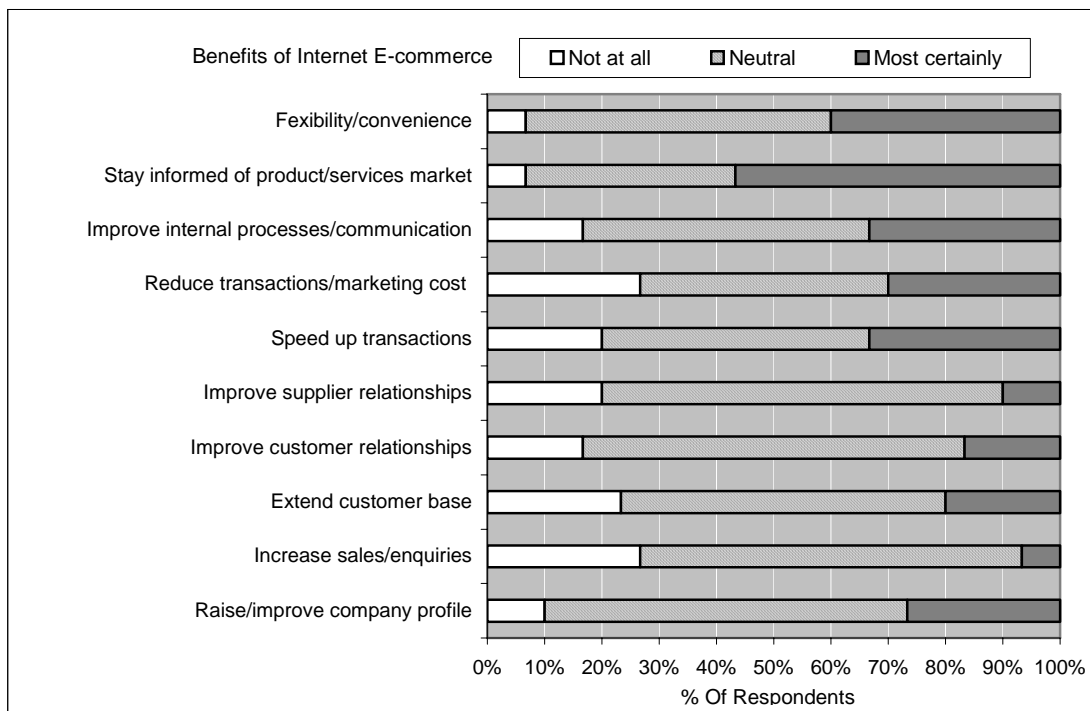 Benefits of Internet E-commerce
Not at all Neutral Most certainly
Fexibility/convenience
Stay informed of product/services market
Improve internal processes/communication
Reduce transactions/marketing cost
Speed up transactions
Improve supplier relationships
Improve customer relationships
Extend customer base
Increase sales/enquiries
Raise/improve company profile
0% 10% 20% 30% 40% 50% 60% 70% 80% 90% 100%
% Of Respondents